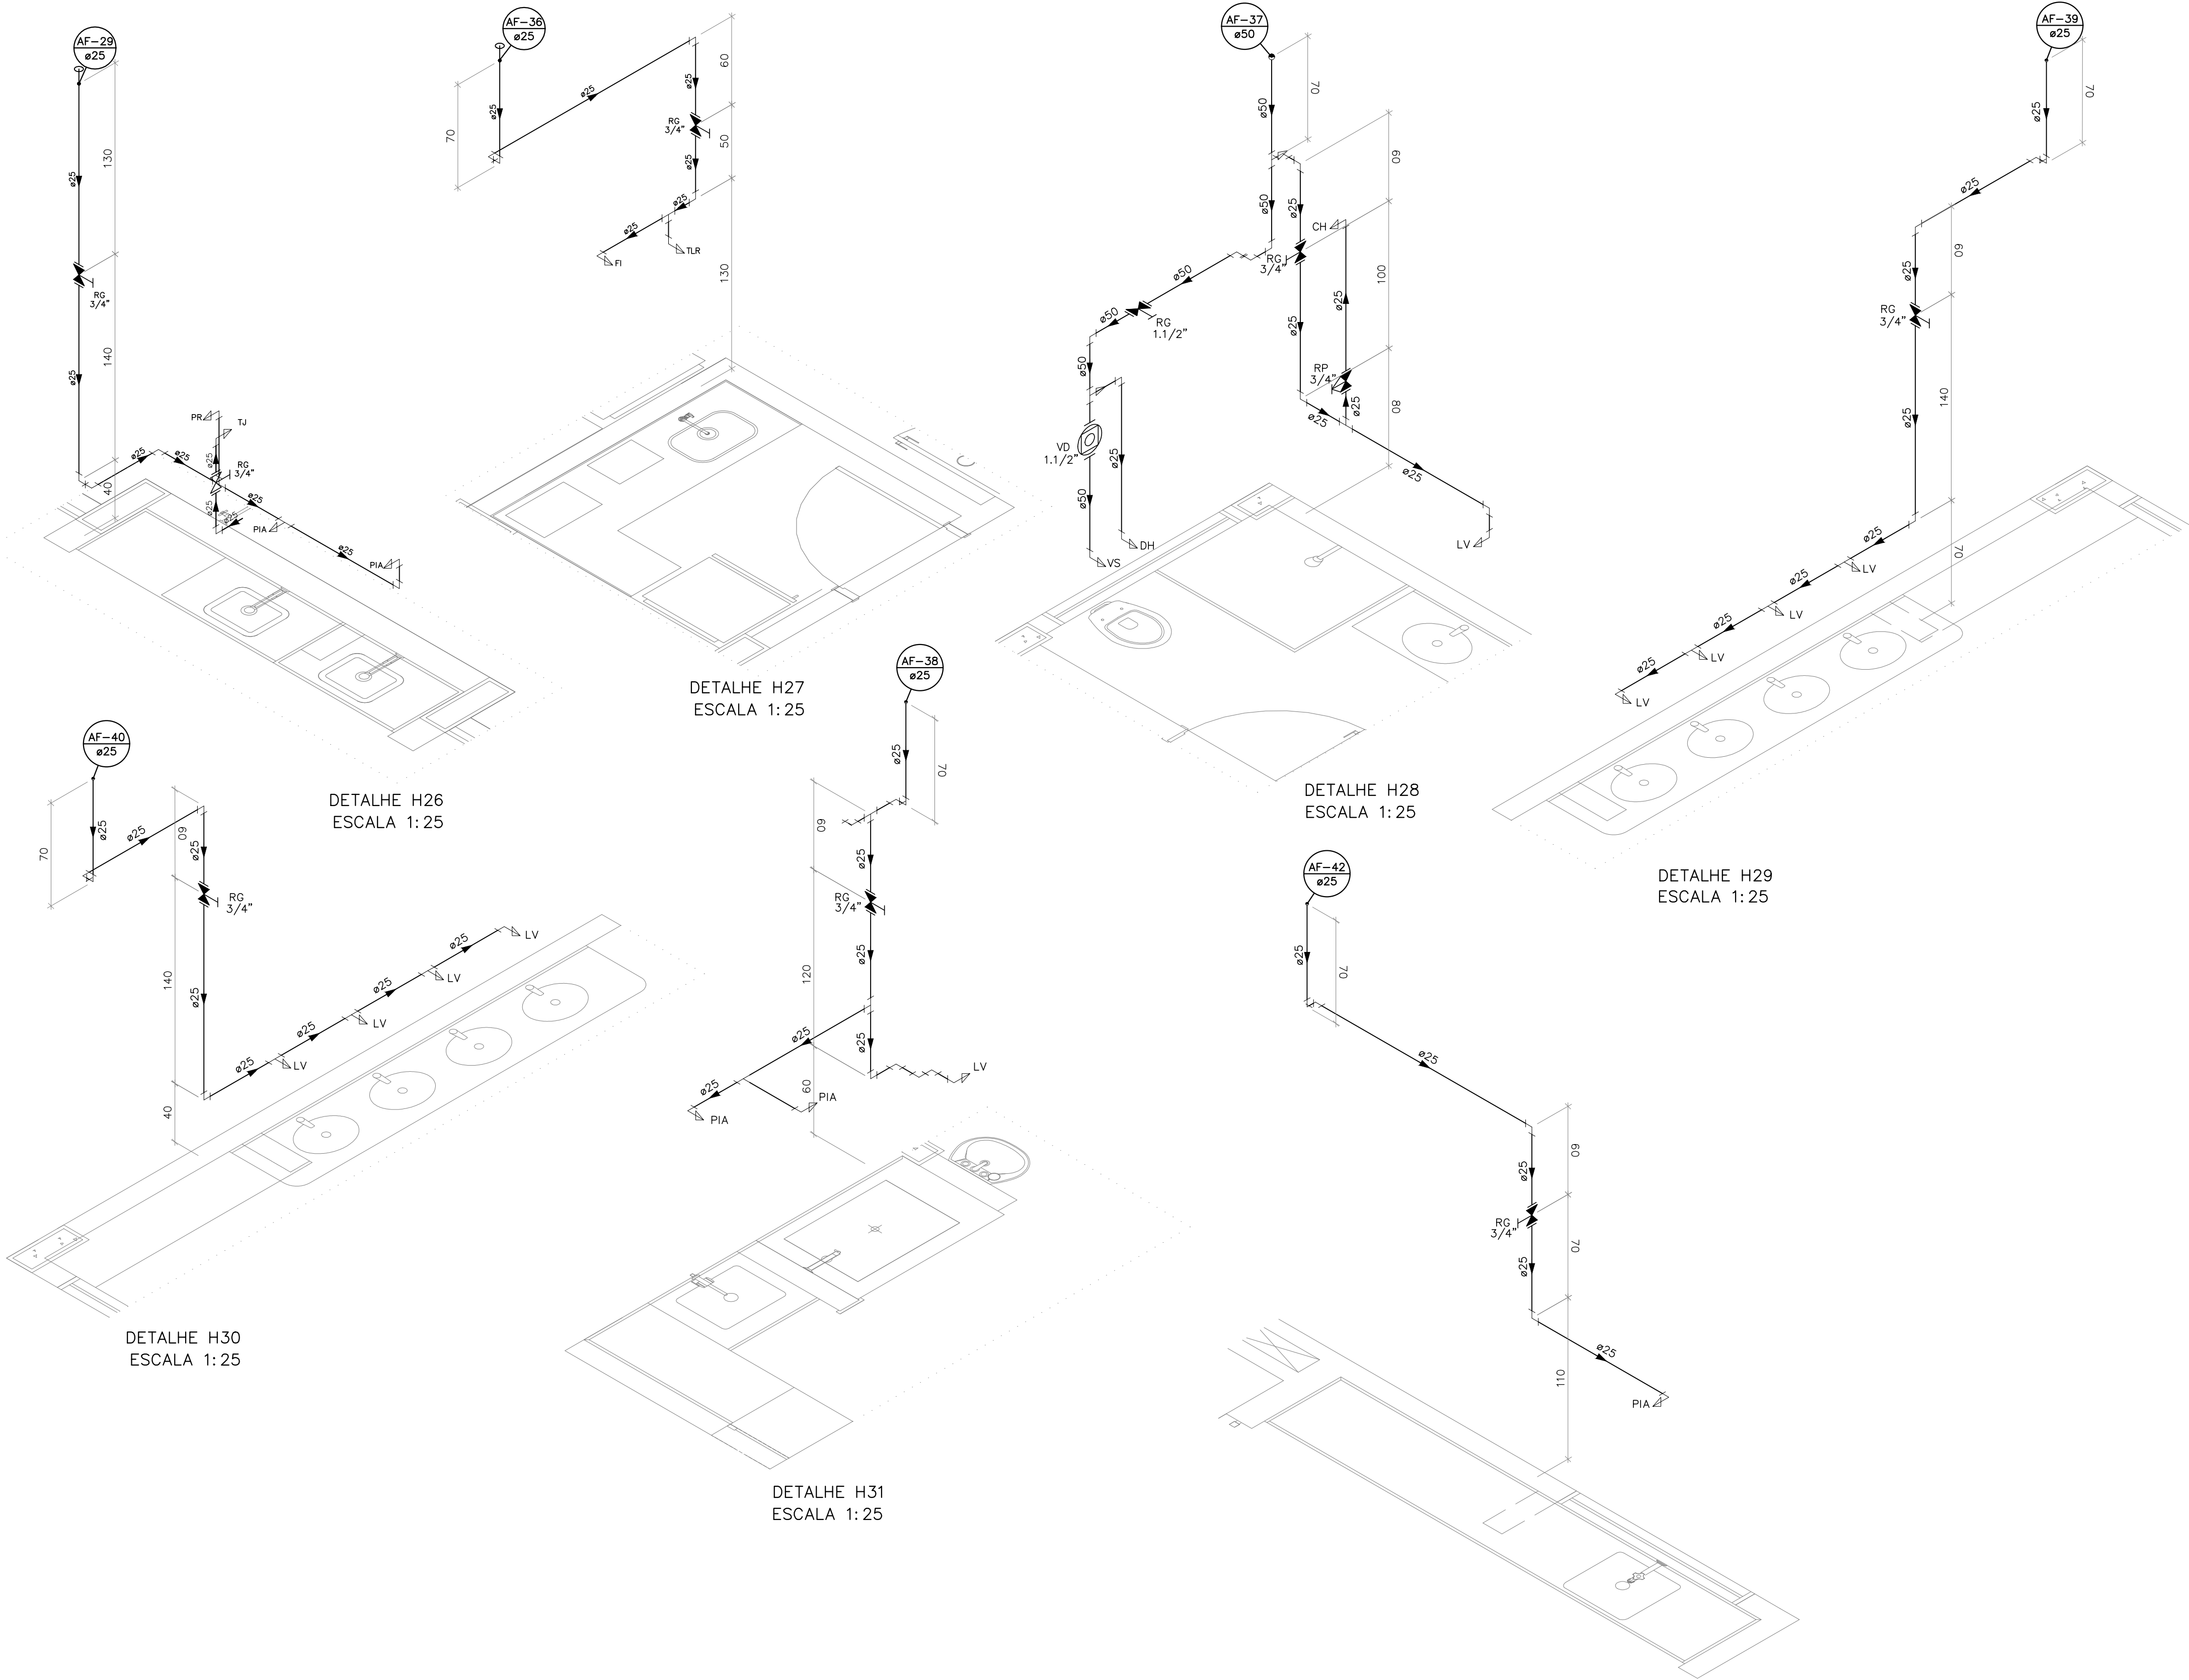 AF-29
ø25
130
ø25
RG
3/4"
140
ø25
40
ø25
ø25
PR
TJ
ø25
RG
3/4"
ø25
ø25
ø25
PIA
ø25
PIA
DETALHE H26
ESCALA 1:25
AF-36
ø25
70
ø25
ø25
60
ø25
RG
3/4"
50
ø25
ø25
ø25
TLR
FI
130
DETALHE H27
ESCALA 1:25
AF-37
ø50
70
ø50
60
ø50
ø25
CH
RG
3/4"
100
ø50
ø50
RG
1.1/2"
ø25
ø25
ø50
RP
3/4"
ø25
80
ø25
VD
1.1/2"
ø25
ø25
ø50
DH
VS
LV
DETALHE H28
ESCALA 1:25
AF-39
ø25
70
ø25
ø25
60
ø25
RG
3/4"
140
ø25
ø25
70
LV
ø25
LV
ø25
LV
ø25
LV
DETALHE H29
ESCALA 1:25
AF-40
ø25
70
ø25
ø25
60
ø25
RG
3/4"
140
ø25
40
ø25
LV
ø25
LV
ø25
LV
ø25
LV
DETALHE H30
ESCALA 1:25
AF-38
ø25
70
ø25
60
ø25
RG
3/4"
120
ø25
ø25
ø25
60
LV
ø25
PIA
PIA
DETALHE H31
ESCALA 1:25
AF-42
ø25
70
ø25
ø25
60
ø25
RG
3/4"
70
ø25
110
ø25
PIA